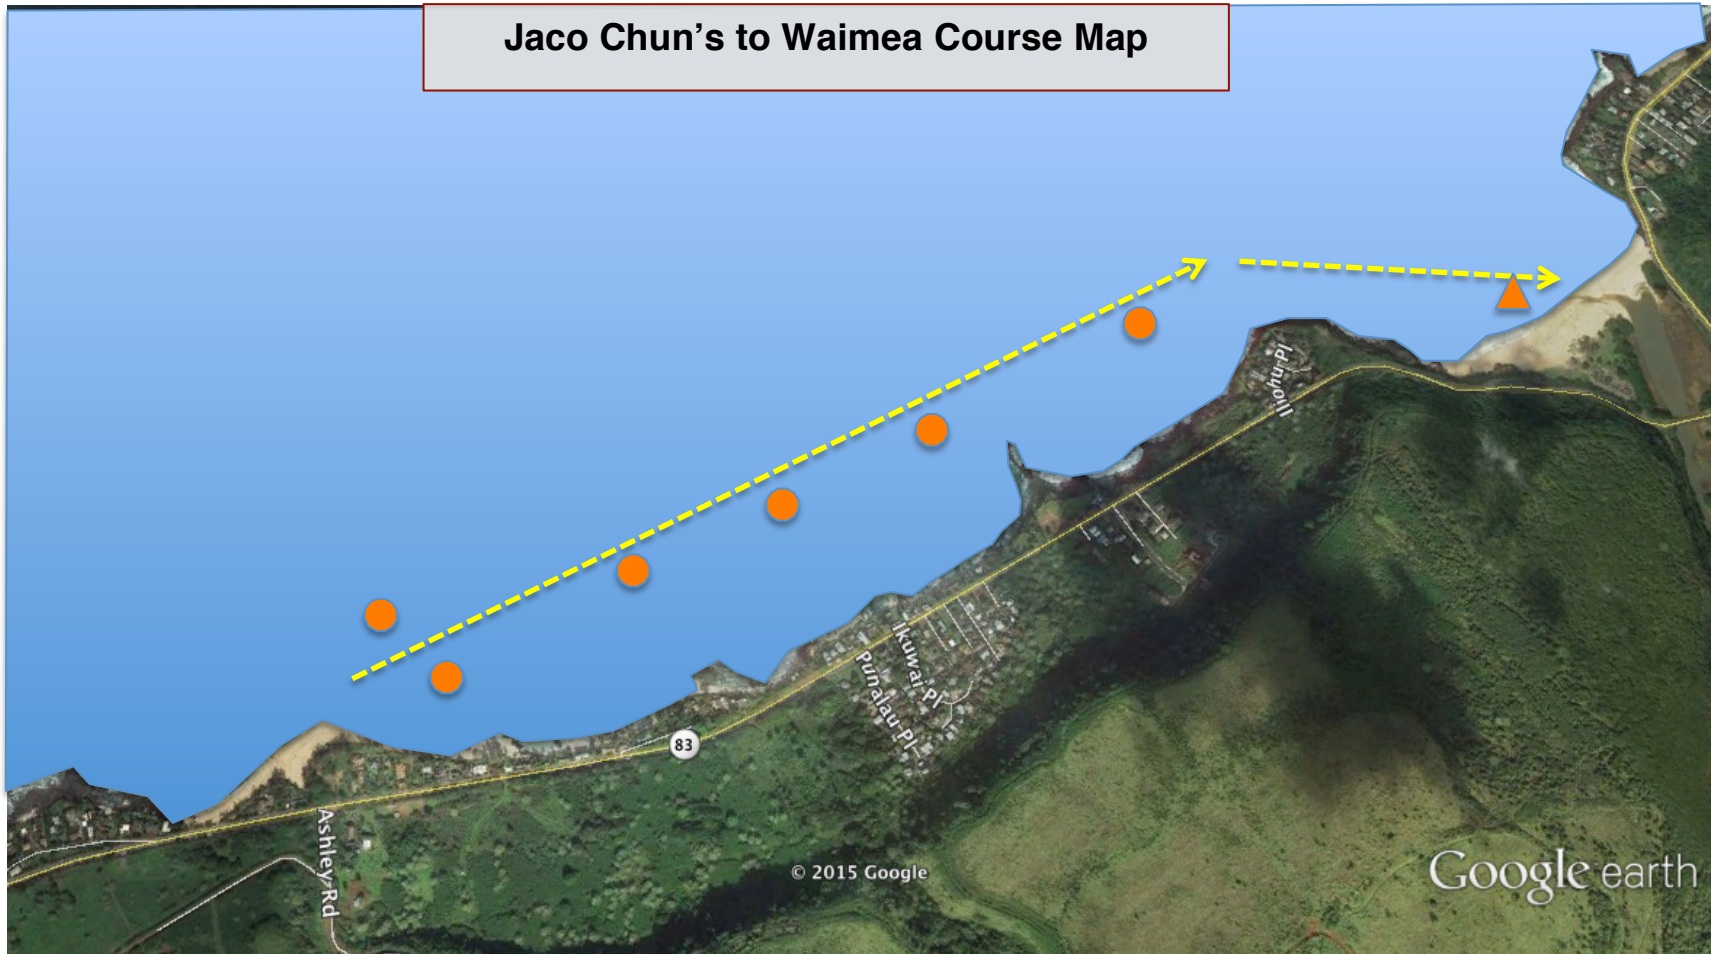 Jaco Chun’s to Waimea Course Map
Iliohu Pl
Ikuwai Pl
Punalau Pl
83
Ashley Rd
© 2015 Google
Google earth